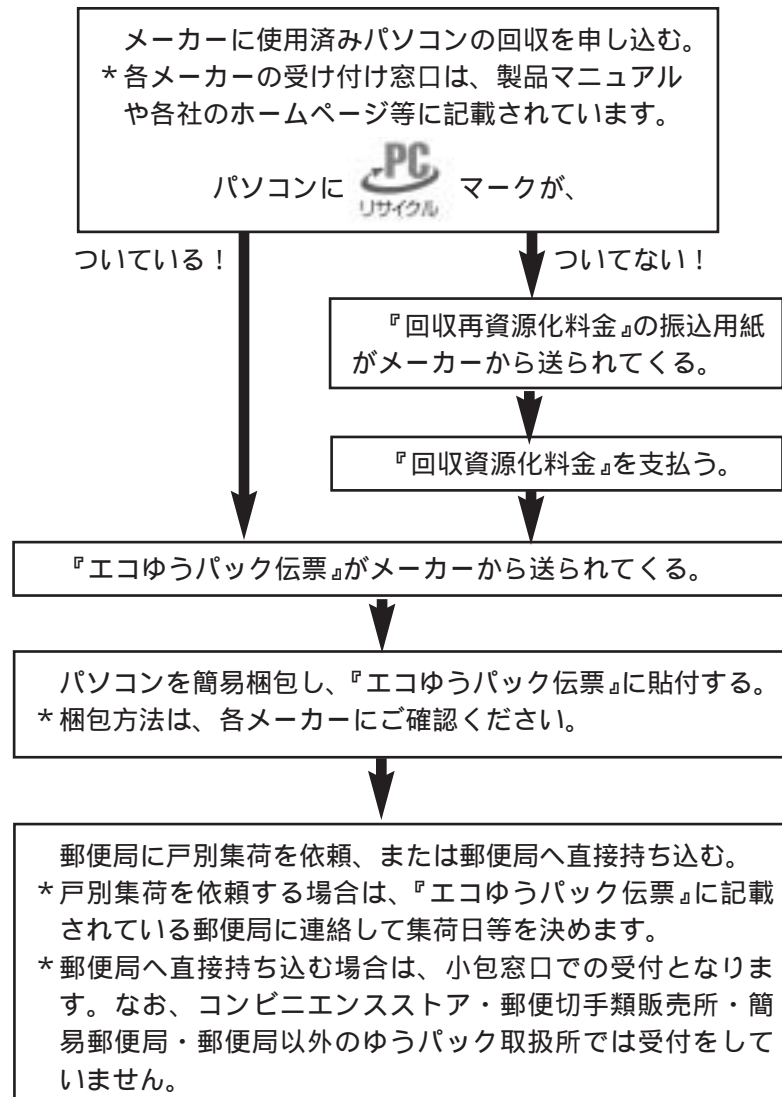 メーカーに使用済みパソコンの回収を申し込む。
＊各メーカーの受け付け窓口は、製品マニュアル
や各社のホームページ等に記載されています。
パソコンに PC リサイクル マークが、
ついている！
ついてない！
『回収再資源化料金』の振込用紙
がメーカーから送られてくる。
『回収資源化料金』を支払う。
『エコゆうパック伝票』がメーカーから送られてくる。
パソコンを簡易梱包し、『エコゆうパック伝票』に貼付する。
＊梱包方法は、各メーカーにご確認ください。
郵便局に戸別集荷を依頼、または郵便局へ直接持ち込む。
＊戸別集荷を依頼する場合は、『エコゆうパック伝票』に記載
されている郵便局に連絡して集荷日等を決めます。
＊郵便局へ直接持ち込む場合は、小包窓口での受付となりま
す。なお、コンビニエンスストア・郵便切手類販売所・簡
易郵便局・郵便局以外のゆうパック取扱所では受付をして
いません。